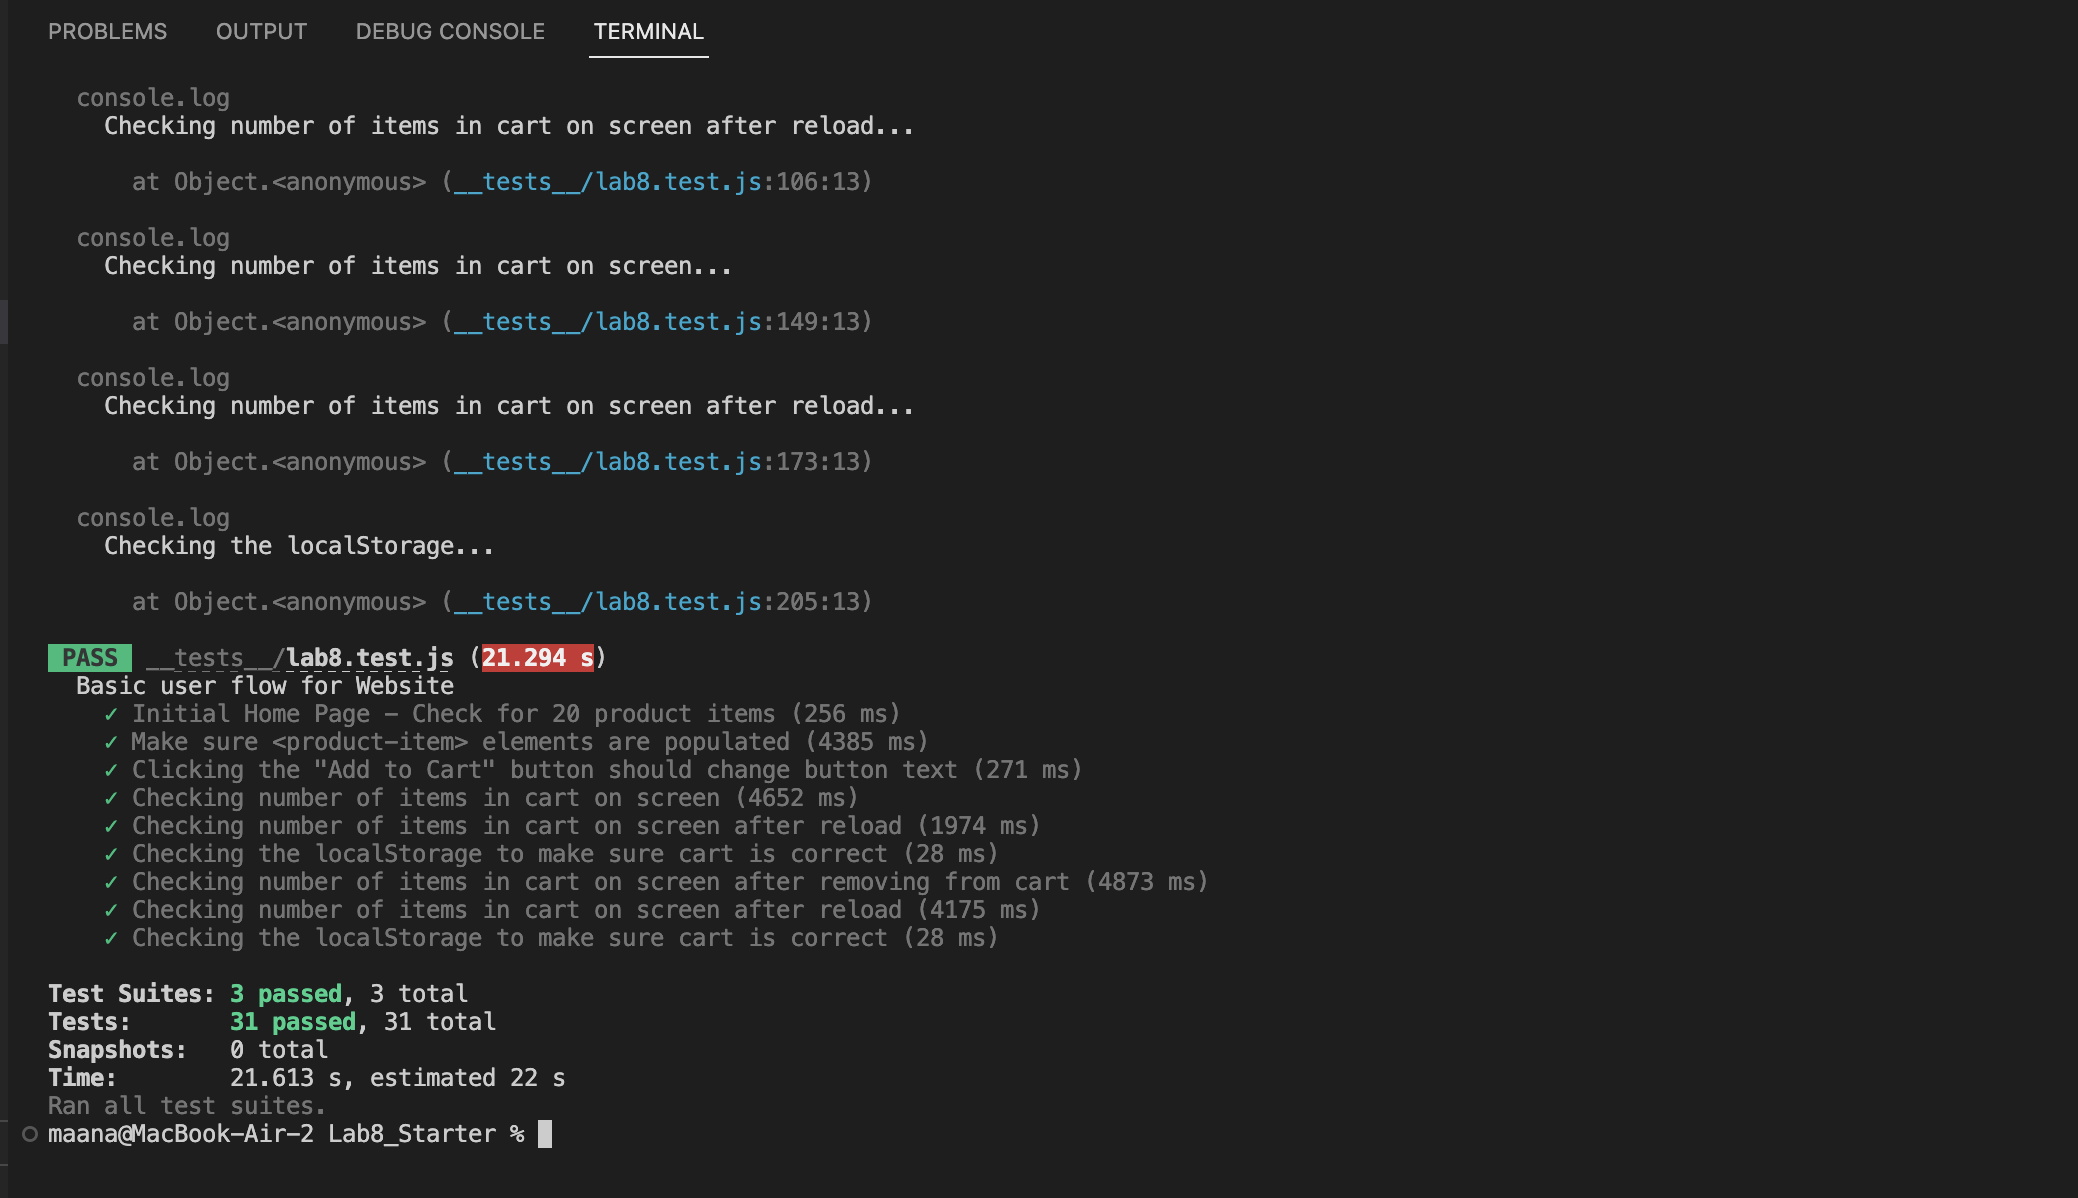 PROBLEMS OUTPUT DEBUG CONSOLE TERMINAL
console.log
Checking number of items in cart on screen after reload...
at Object.<anonymous> (__tests__/lab8.test.js:106:13)
console.log
Checking number of items in cart on screen...
at Object.<anonymous> (__tests__/lab8.test.js:149:13)
console.log
Checking number of items in cart on screen after reload...
at Object.<anonymous> (__tests__/lab8.test.js:173:13)
console.log
Checking the localStorage...
at Object.<anonymous> (__tests__/lab8.test.js:205:13)
PASS __tests__/lab8.test.js (21.294 s)
Basic user flow for Website
✓ Initial Home Page - Check for 20 product items (256 ms)
✓ Make sure <product-item> elements are populated (4385 ms)
✓ Clicking the "Add to Cart" button should change button text (271 ms)
✓ Checking number of items in cart on screen (4652 ms)
✓ Checking number of items in cart on screen after reload (1974 ms)
✓ Checking the localStorage to make sure cart is correct (28 ms)
✓ Checking number of items in cart on screen after removing from cart (4873 ms)
✓ Checking number of items in cart on screen after reload (4175 ms)
✓ Checking the localStorage to make sure cart is correct (28 ms)
Test Suites: 3 passed, 3 total
Tests: 31 passed, 31 total
Snapshots: 0 total
Time: 21.613 s, estimated 22 s
Ran all test suites.
maana@MacBook-Air-2 Lab8_Starter %